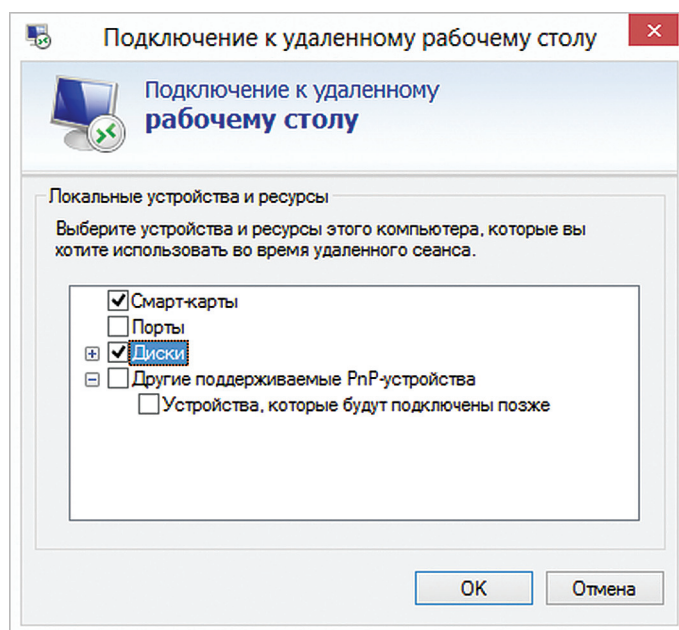 Подключение к удаленному рабочему столу
Подключение к удаленному
рабочему столу
Локальные устройства и ресурсы
Выберите устройства и ресурсы этого компьютера, которые вы
хотите использовать во время удаленного сеанса.
Смарт-карты
Порты
Диски
Другие поддерживаемые PnP-устройства
Устройства, которые будут подключены позже
ОК
Отмена